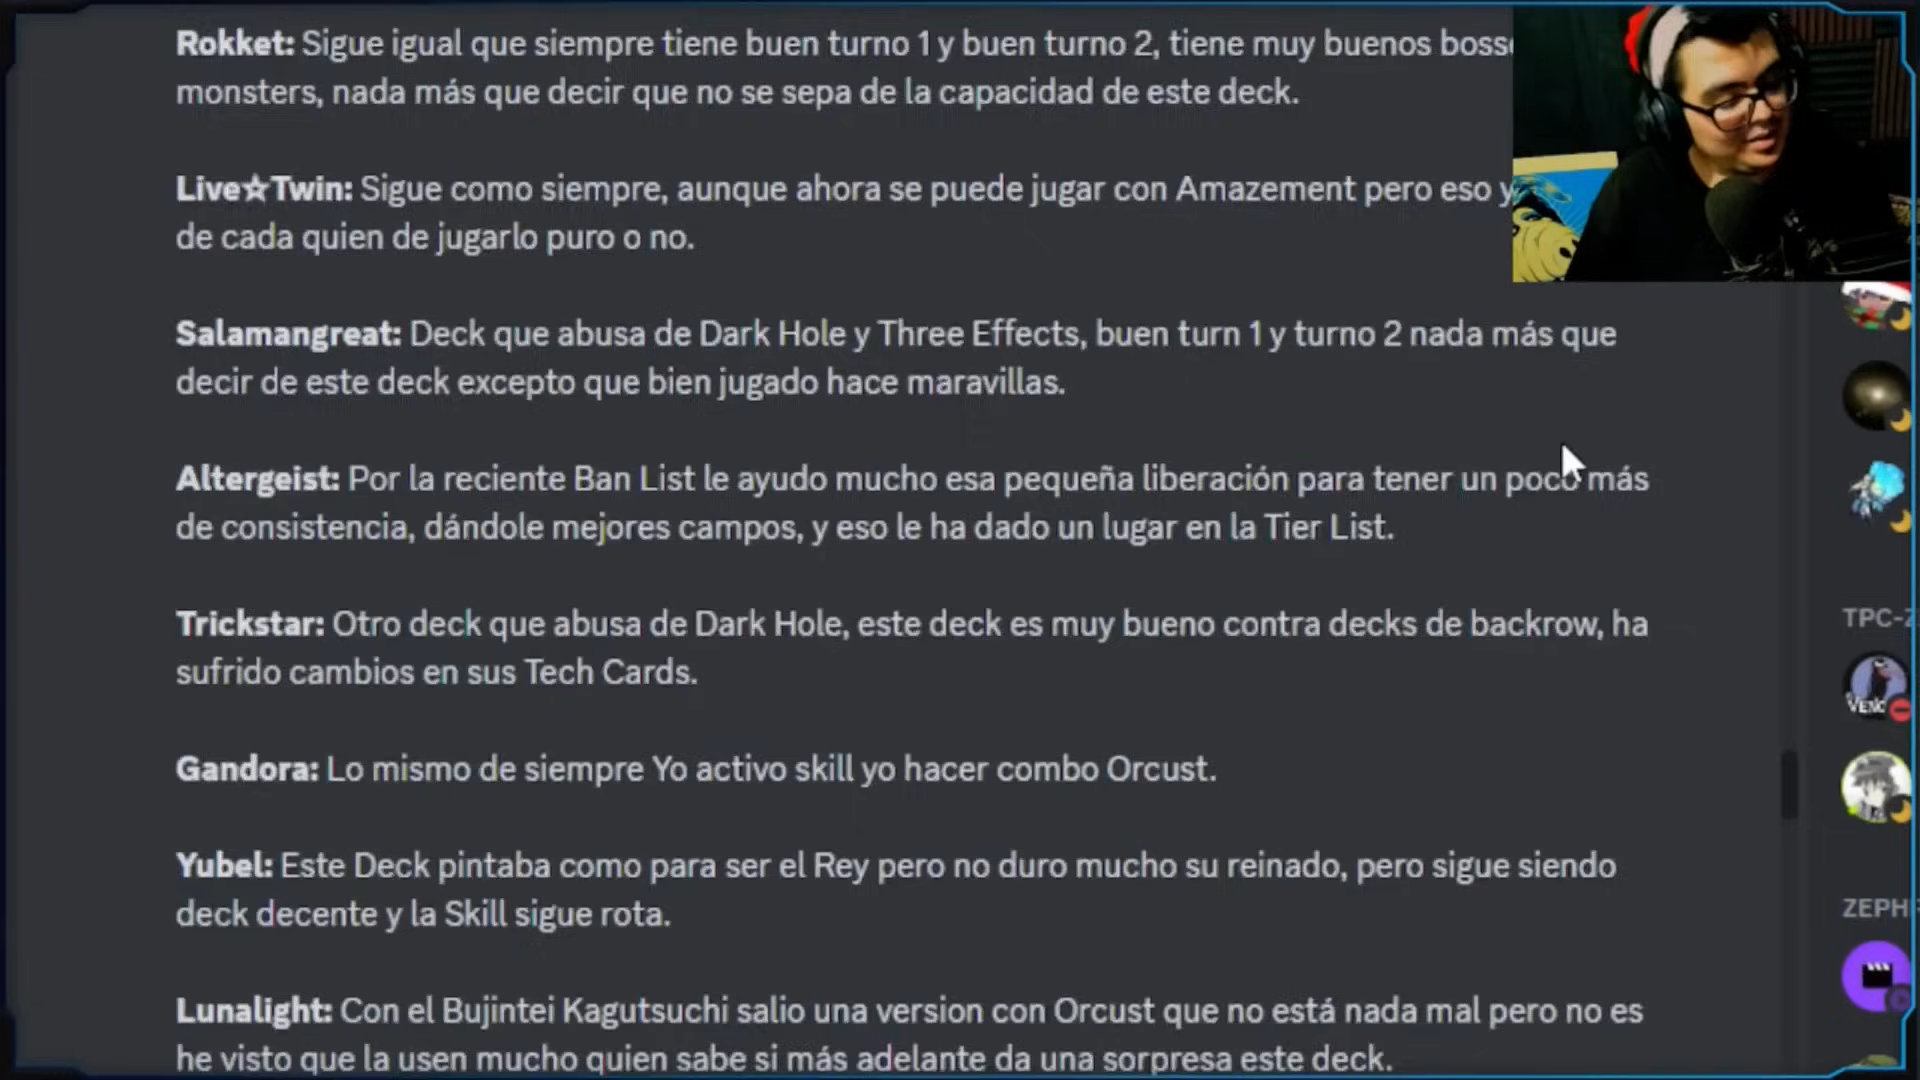 Rokket: Sigue igual que siempre tiene buen turno 1 y buen turno 2, tiene muy buenos
monsters, nada más que decir que no se sepa de la capacidad de este deck.
Live☆Twin: Sigue como siempre, aunque ahora se puede jugar con Amazement pero eso
de cada quien de jugarlo puro o no.
Salamangreat: Deck que abusa de Dark Hole y Three Effects, buen turn 1 y turno 2 nada más que
decir de este deck excepto que bien jugado hace maravillas.
Altergeist: Por la reciente Ban List le ayudo mucho esa pequeña liberación para tener un poco más
de consistencia, dándole mejores campos, y eso le ha dado un lugar en la Tier List.
Trickstar: Otro deck que abusa de Dark Hole, este deck es muy bueno contra decks de backrow, ha
sufrido cambios en sus Tech Cards.
TPC-Z
Gandora: Lo mismo de siempre Yo activo skill yo hacer combo Orcust.
Yubel: Este Deck pintaba como para ser el Rey pero no duro mucho su reinado, pero sigue siendo
deck decente y la Skill sigue rota.
ZEPH
Lunalight: Con el Bujintei Kagutsuchi salio una version con Orcust que no está nada mal pero no es
he visto que la usen mucho quien sabe si más adelante da una sorpresa este deck.